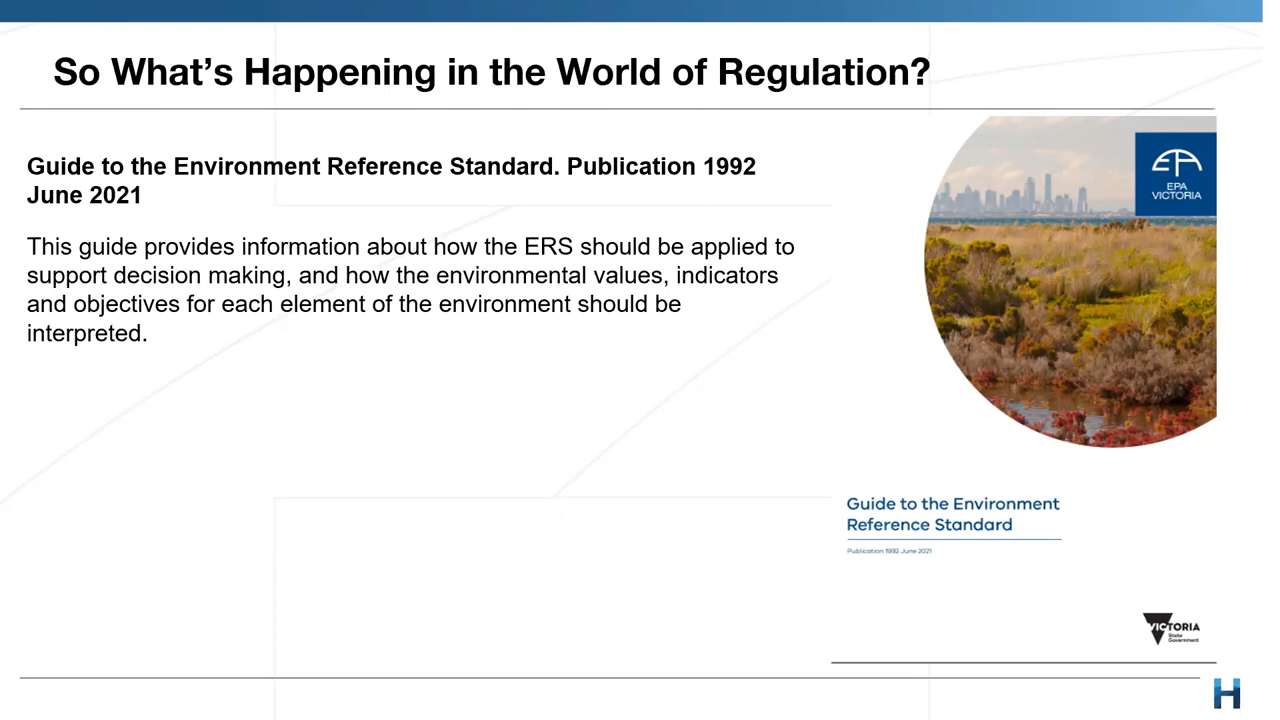 So What’s Happening in the World of Regulation?
Guide to the Environment Reference Standard. Publication 1992
June 2021
This guide provides information about how the ERS should be applied to
support decision making, and how the environmental values, indicators
and objectives for each element of the environment should be
interpreted.
EPA
VICTORIA
Guide to the Environment
Reference Standard
Publication 1992 June 2021
VICTORIA
State
Government
H